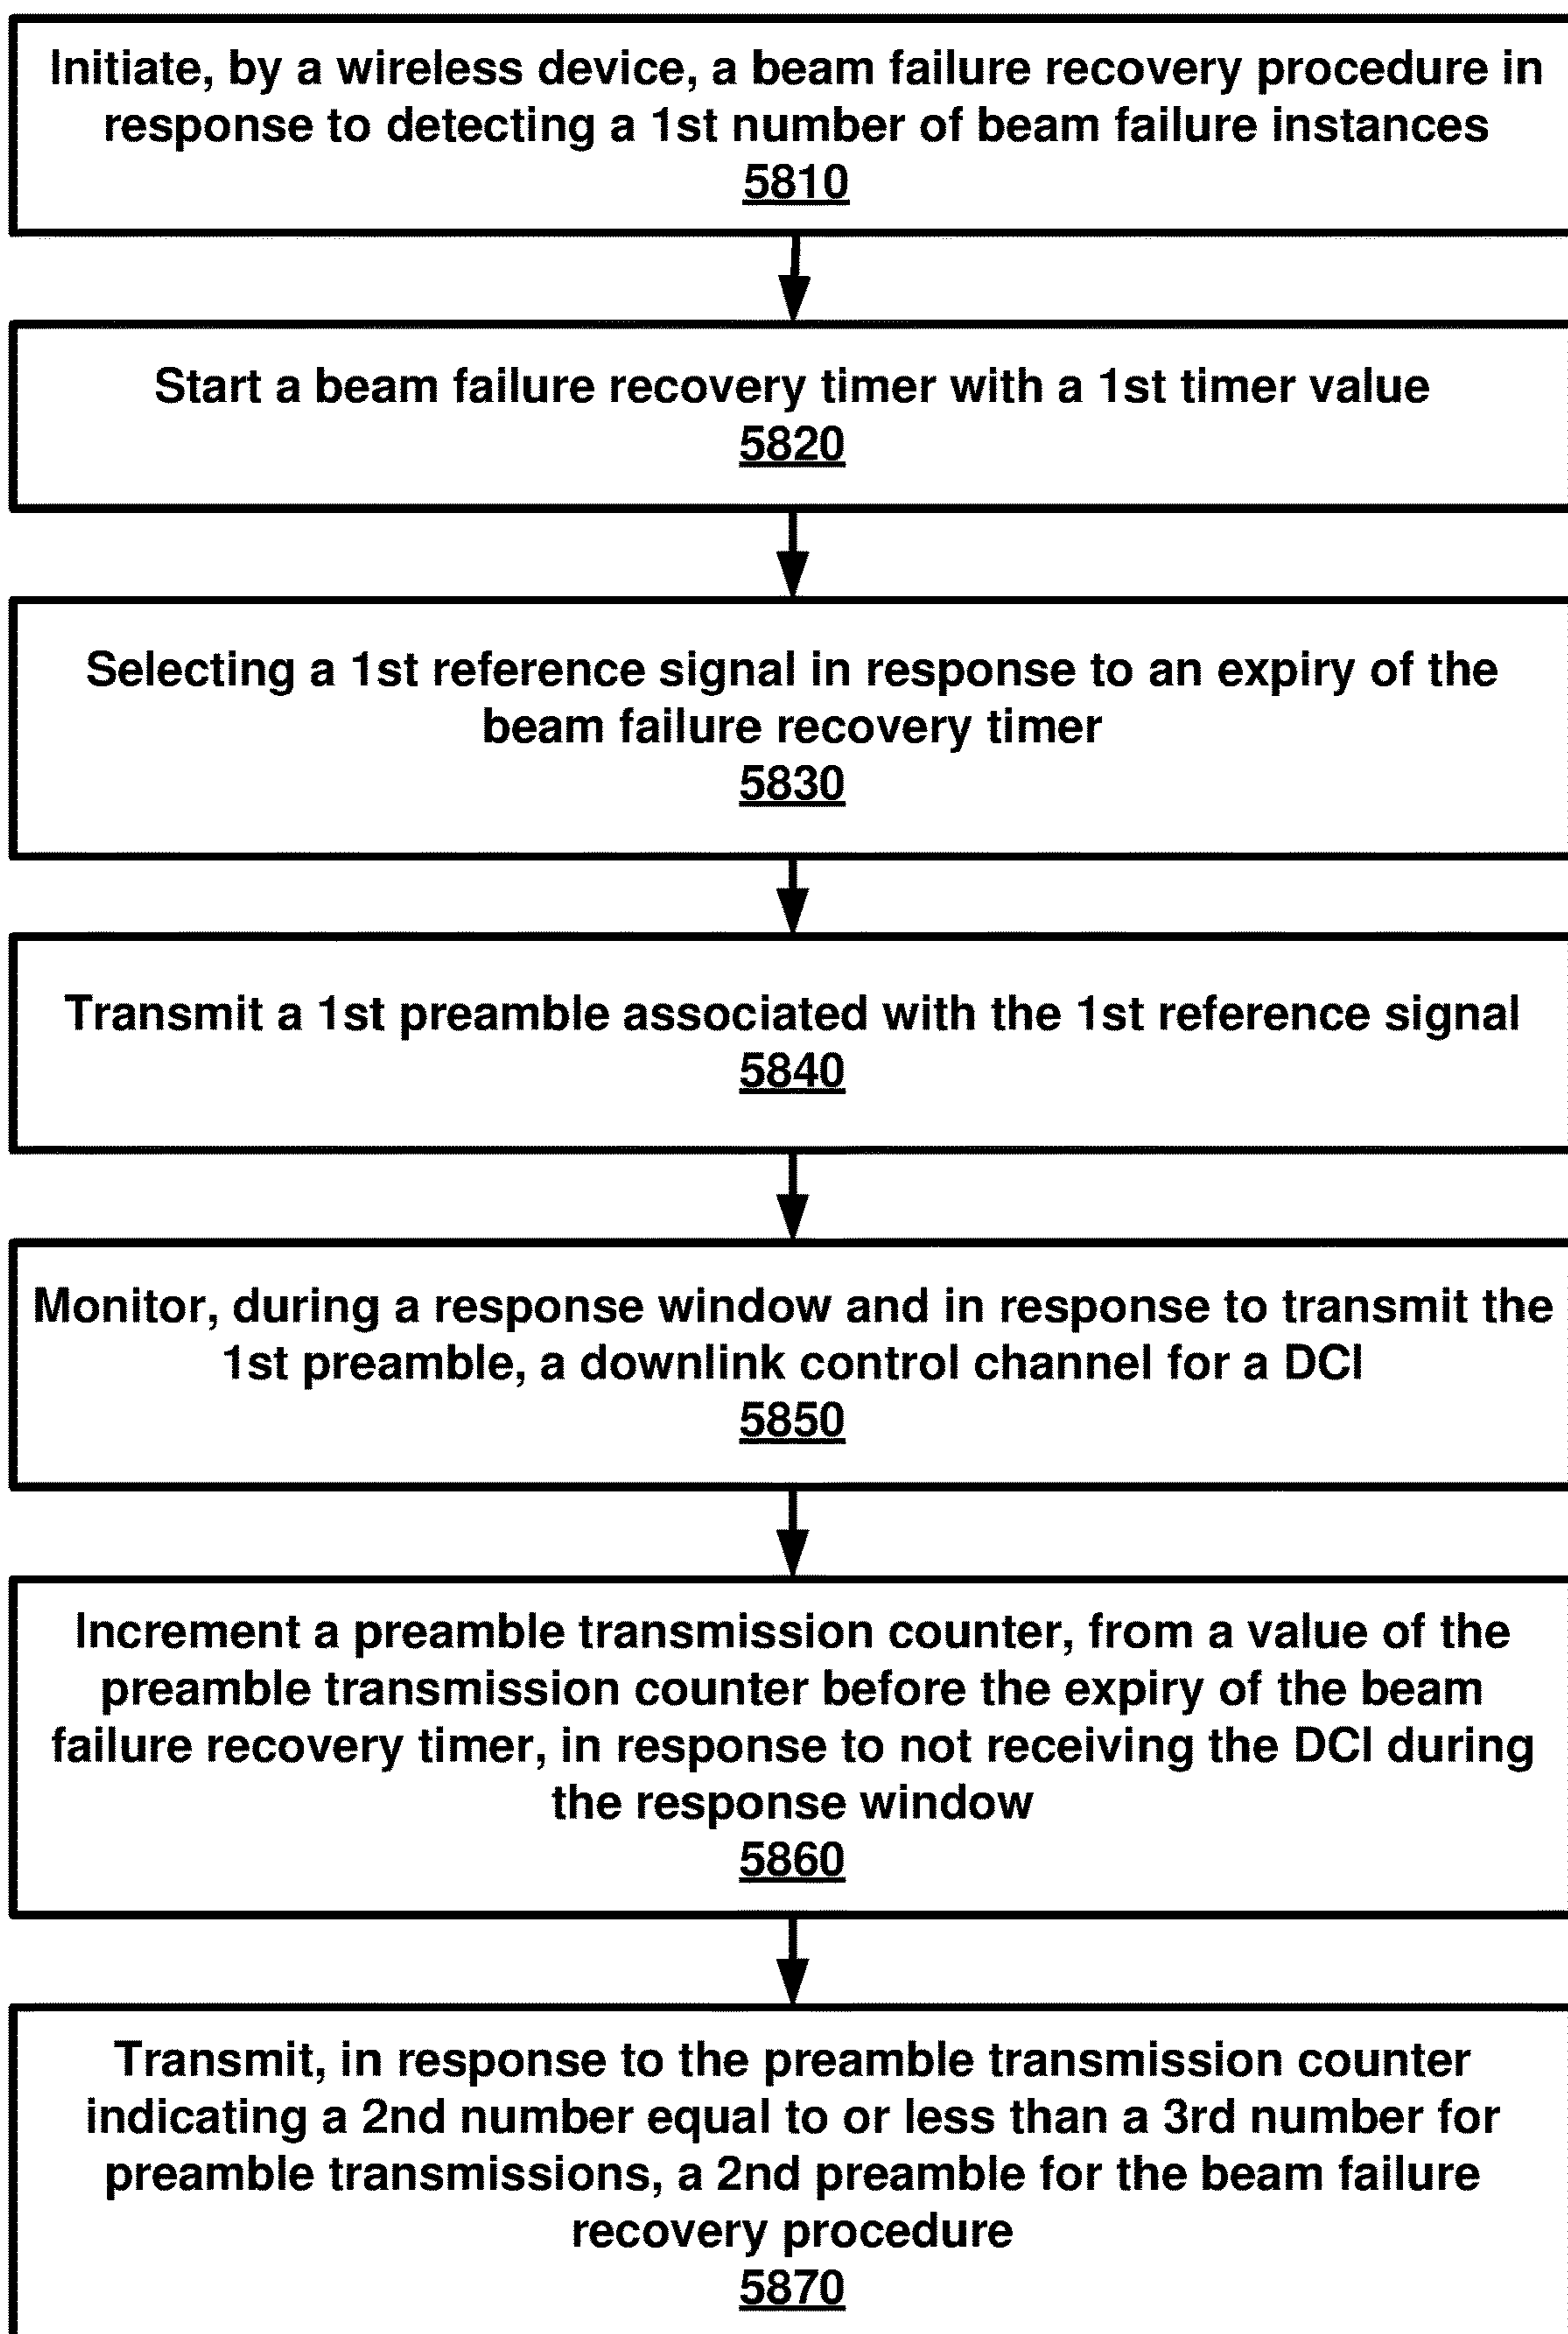 Initiate, by a wireless device, a beam failure recovery procedure in
response to detecting a 1st number of beam failure instances
5810
Start a beam failure recovery timer with a 1st timer value
5820
Selecting a 1st reference signal in response to an expiry of the
beam failure recovery timer
5830
Transmit a 1st preamble associated with the 1st reference signal
5840
Monitor, during a response window and in response to transmit the
1st preamble, a downlink control channel for a DCI
5850
Increment a preamble transmission counter, from a value of the
preamble transmission counter before the expiry of the beam
failure recovery timer, in response to not receiving the DCI during
the response window
5860
Transmit, in response to the preamble transmission counter
indicating a 2nd number equal to or less than a 3rd number for
preamble transmissions, a 2nd preamble for the beam failure
recovery procedure
5870